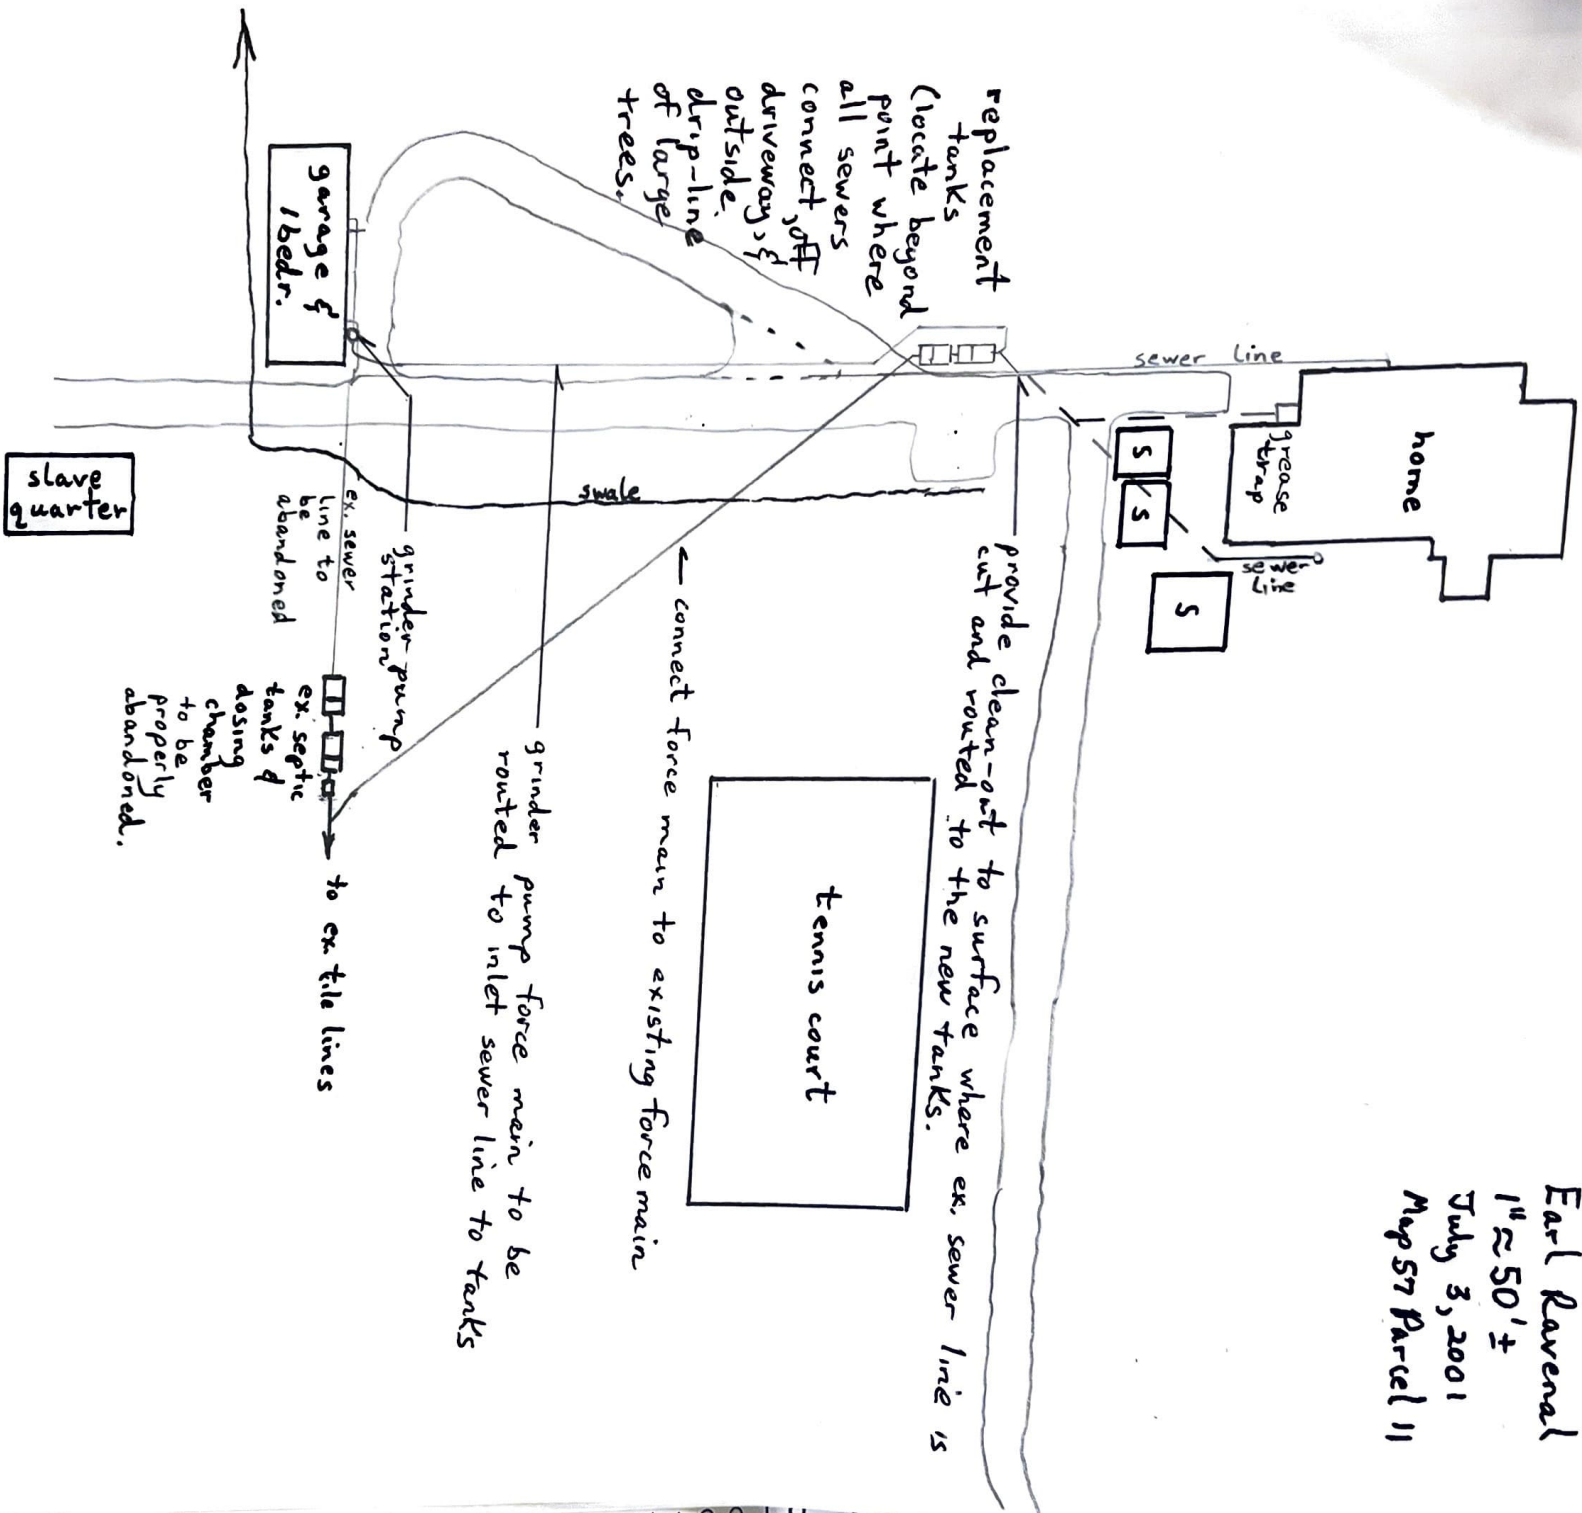 Earl Ravenal
1" ≈ 50' ±
July 3, 2001
Map 57 Parcel 11
home
grease
trap
sewer line
sewer
line
S
S
S
replacement
tanks
(locate beyond
point where
all sewers
connect, off
driveway, &
outside
drip-line
of large
trees.
provide clean-out to surface where ex. sewer line is
cut and routed to the new tanks.
tennis court
← connect force main to existing force main
swale
grinder pump force main to be
routed to inlet sewer line to tanks
grinder pump
station
garage &
1 bedr.
ex. sewer
line to
be
abandoned
ex. septic
tanks &
dosing
chamber
to be
properly
abandoned.
to ex. tile lines
slave
quarter